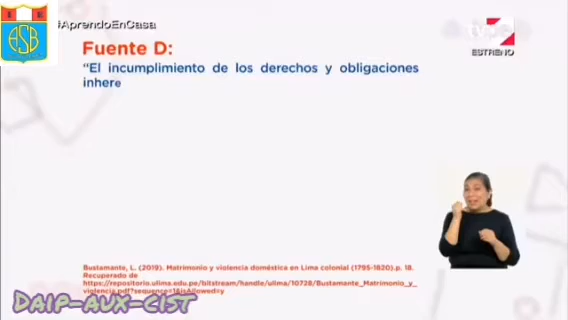 #AprendoEnCasa
ASB
tvpe
ESTRENO
Fuente D:
“El incumplimiento de los derechos y obligaciones
inhere
Bustamante, L. (2019). Matrimonio y violencia doméstica en Lima colonial (1795-1820).p. 18.
Recuperado de
https://repositorio.ulima.edu.pe/bitstream/handle/ulima/10728/Bustamante_Matrimonio_y_
violencia.pdf?sequence=1&isAllowed=y
DAIP-AUX-CIST